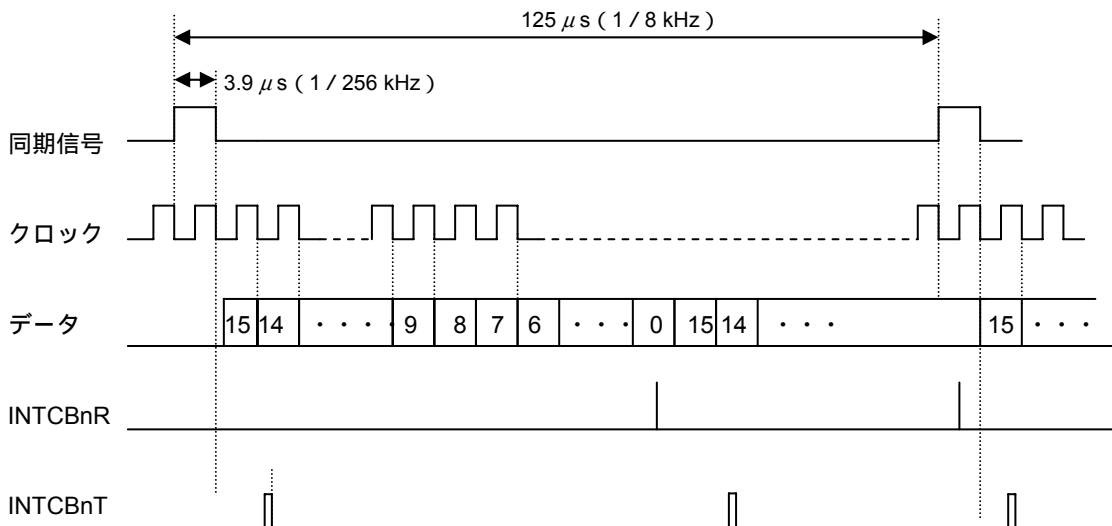 125 μs（1／8 kHz）
3.9 μs（1／256 kHz）
同期信号
クロック
データ 15 14 ・・・・ 9 8 7 6 ・・・ 0 15 14 ・・・ 15 ・・・
INTCBnR
INTCBnT